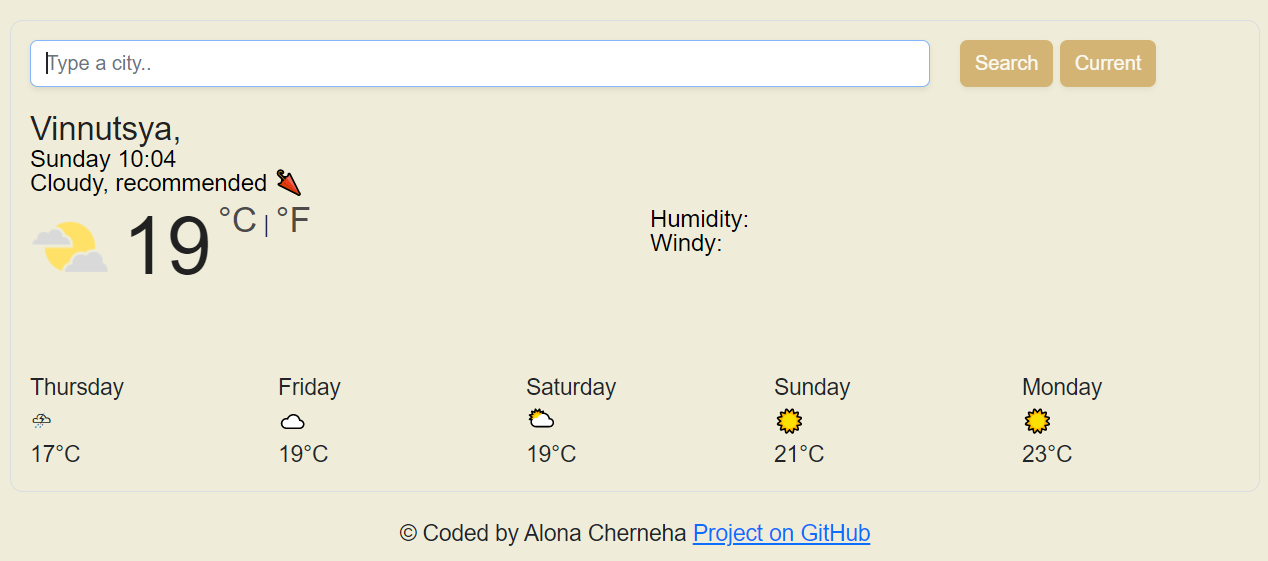 Type a city..
Search
Current
Vinnutsya,
Sunday 10:04
Cloudy, recommended
19 °C | °F
Humidity:
Windy:
Thursday Friday Saturday Sunday Monday
17°C 19°C 19°C 21°C 23°C
© Coded by Alona Cherneha Project on GitHub